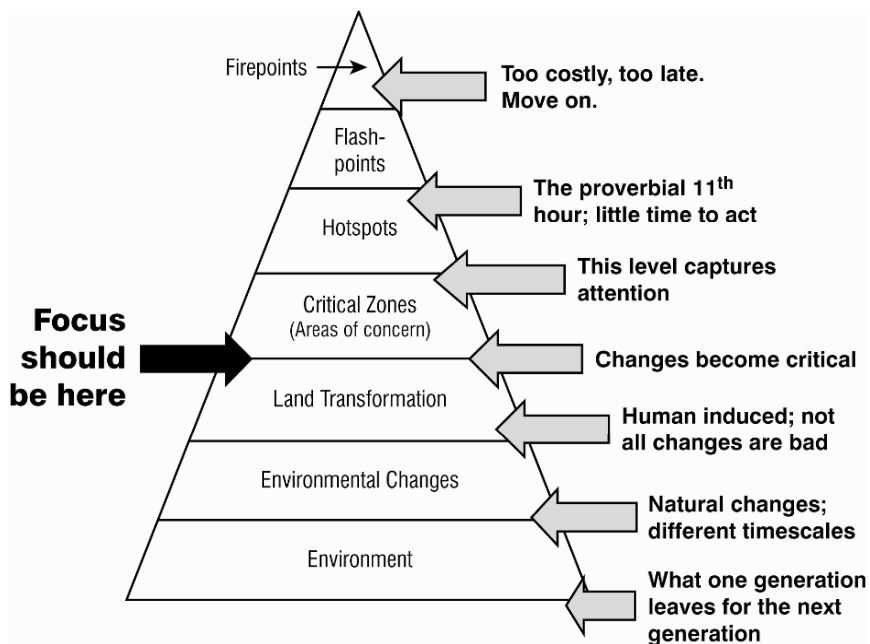 Firepoints
Too costly, too late.
Move on.
Flash-
points
The proverbial 11th
hour; little time to act
Hotspots
This level captures
attention
Critical Zones
(Areas of concern)
Focus
should
be here
Changes become critical
Land Transformation
Human induced; not
all changes are bad
Environmental Changes
Natural changes;
different timescales
Environment
What one generation
leaves for the next
generation